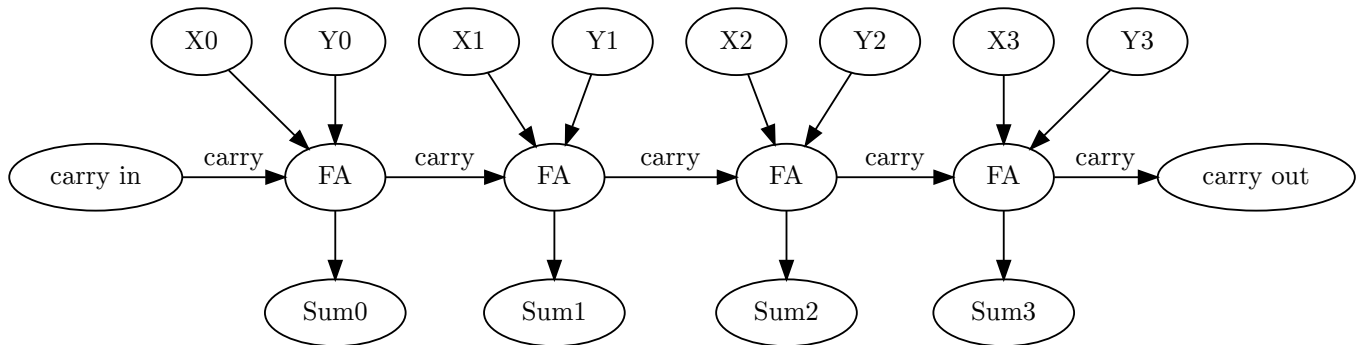 X0 Y0 X1 Y1 X2 Y2 X3 Y3
carry carry carry carry carry
carry in FA FA FA FA carry out
Sum0 Sum1 Sum2 Sum3